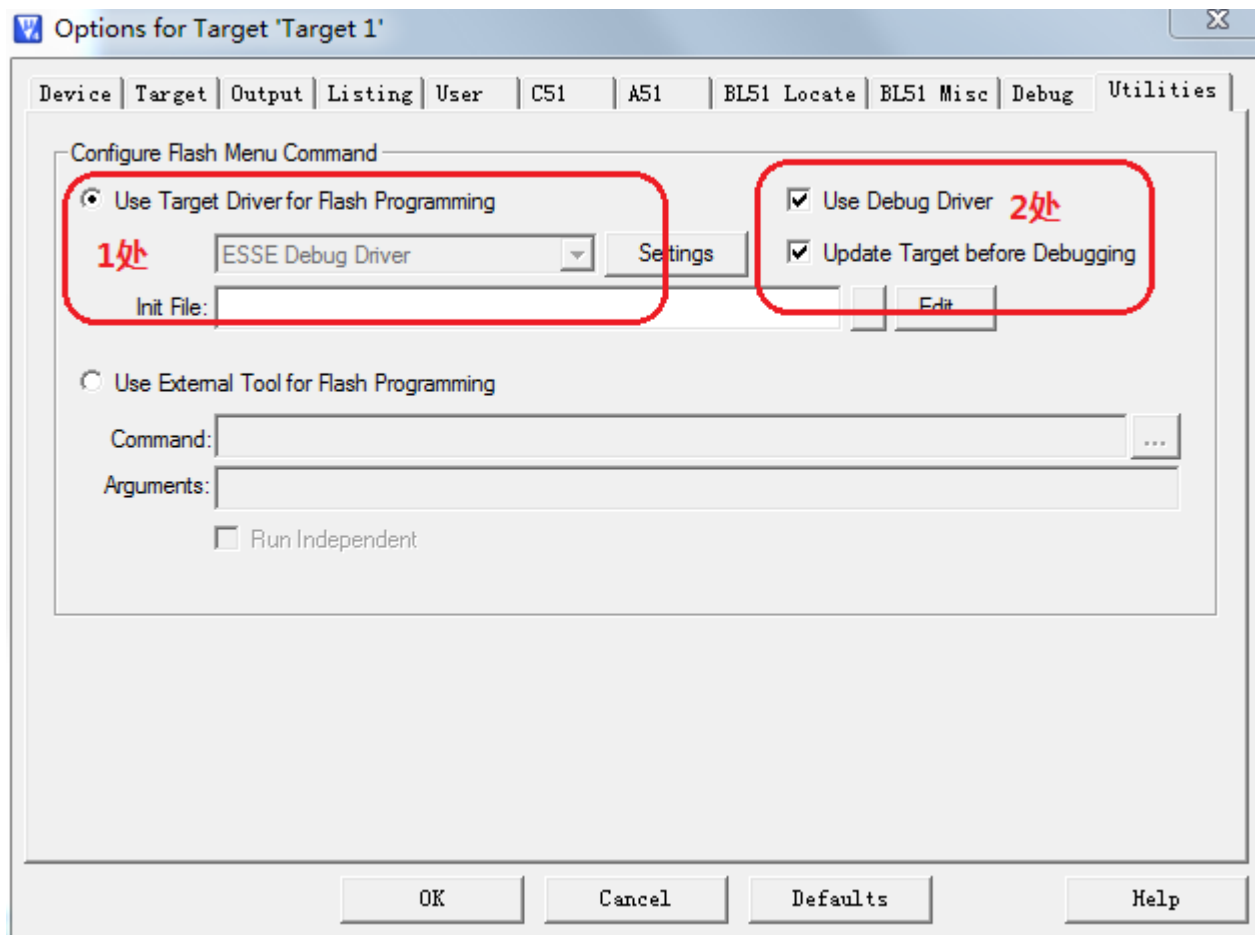 Options for Target 'Target 1'
Device Target Output Listing User C51 A51 BL51 Locate BL51 Misc Debug Utilities
Configure Flash Menu Command
Use Target Driver for Flash Programming
Use Debug Driver 2处
1处 ESSE Debug Driver Settings
Update Target before Debugging
Init File: Edit...
Use External Tool for Flash Programming
Command: ...
Arguments:
Run Independent
OK Cancel Defaults Help